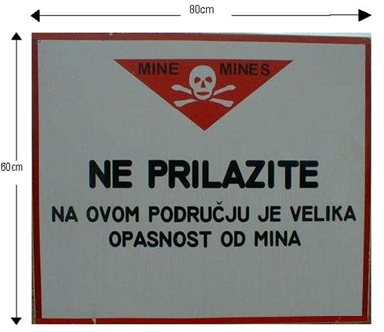 80cm
60cm
MINE MINES
NE PRILAZITE
NA OVOM PODRUČJU JE VELIKA
OPASNOST OD MINA